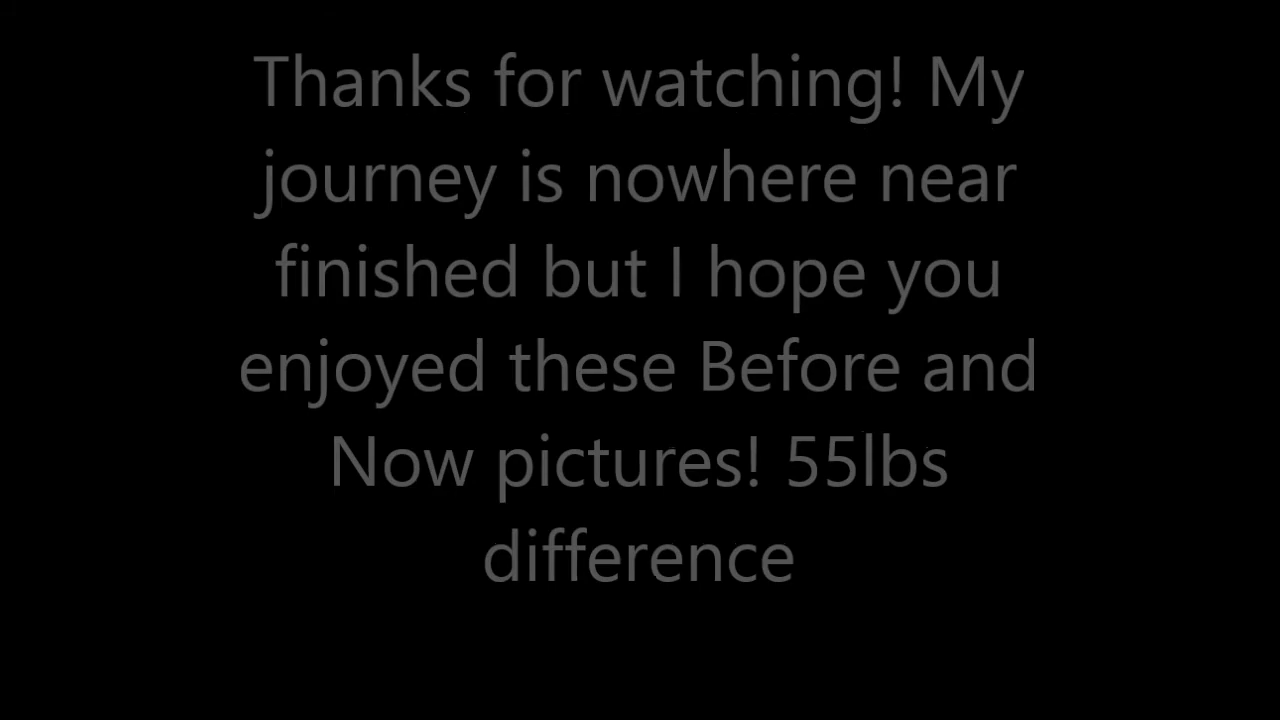 Thanks for watching! My
journey is nowhere near
finished but I hope you
enjoyed these Before and
Now pictures! 55lbs
difference